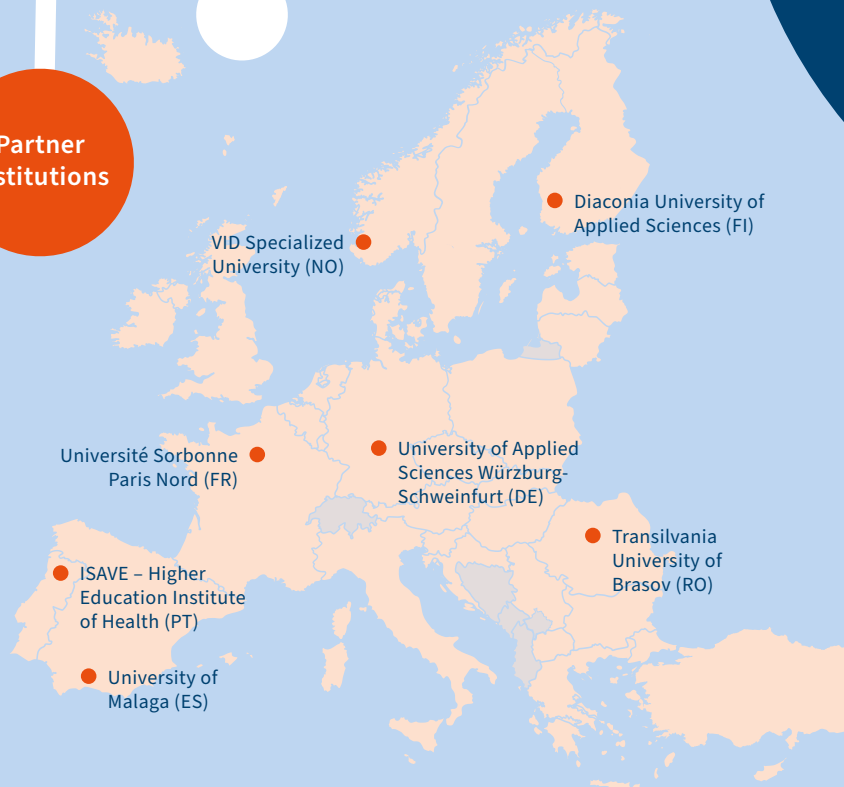 Partner
stitutions
Diaconia University of
Applied Sciences (FI)
VID Specialized
University (NO)
Université Sorbonne
Paris Nord (FR)
University of Applied
Sciences Würzburg-
Schweinfurt (DE)
Transilvania
University of
Brasov (RO)
ISAVE – Higher
Education Institute
of Health (PT)
University of
Malaga (ES)